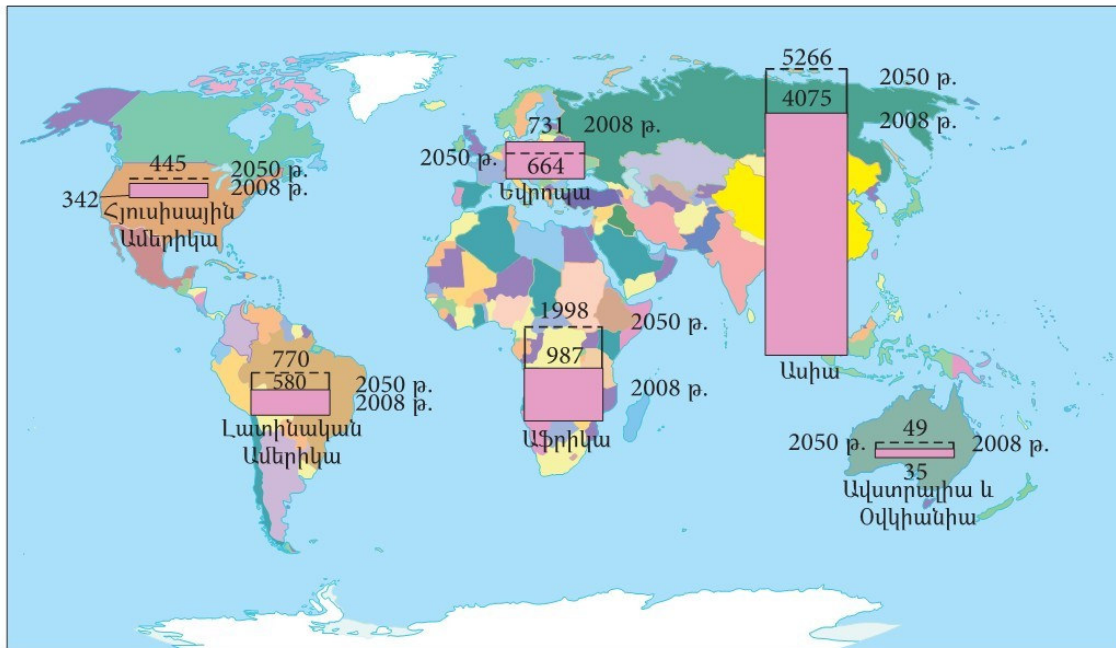 445
2050 թ.
342
2008 թ.
Հյուսիսային
Ամերիկա
731
2008 թ.
2050 թ.
664
Եվրոպա
5266
2050 թ.
4075
2008 թ.
Ասիա
1998
2050 թ.
987
2008 թ.
Աֆրիկա
770
2050 թ.
580
2008 թ.
Լատինական
Ամերիկա
49
2050 թ.
2008 թ.
35
Ավստրալիա և
Օվկիանիա